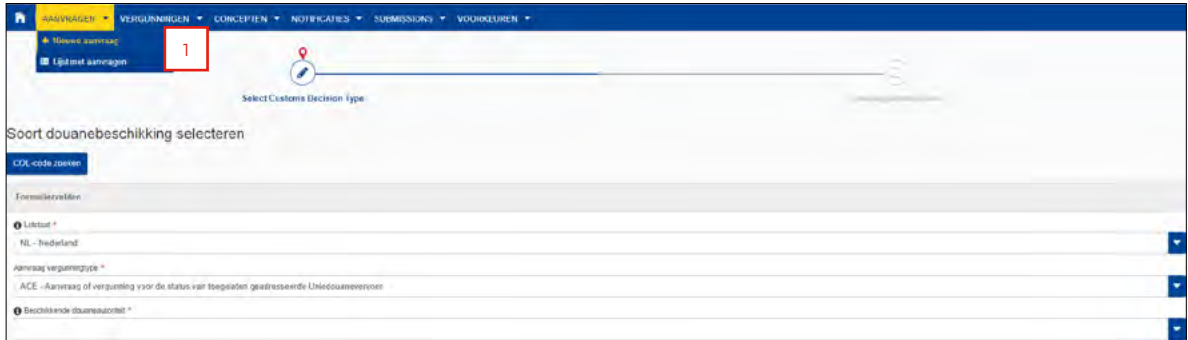 AANVRAGEN VERGUNNINGEN CONCEPTEN NOTIFICATIES SUBMISSIONS VOORKEUREN
Nieuwe aanvraag
1
Lijst met aanvragen
Select Customs Decision Type
Soort douanebeschikking selecteren
COL-code zoeken
Formuliervelden
Lidstaat *
NL - Nederland
Aanvraag vergunningtype *
ACE - Aanvraag of vergunning voor de status van toegelaten geadresseerde Uniedouanevervoer
Beschikkende douaneautoriteit *